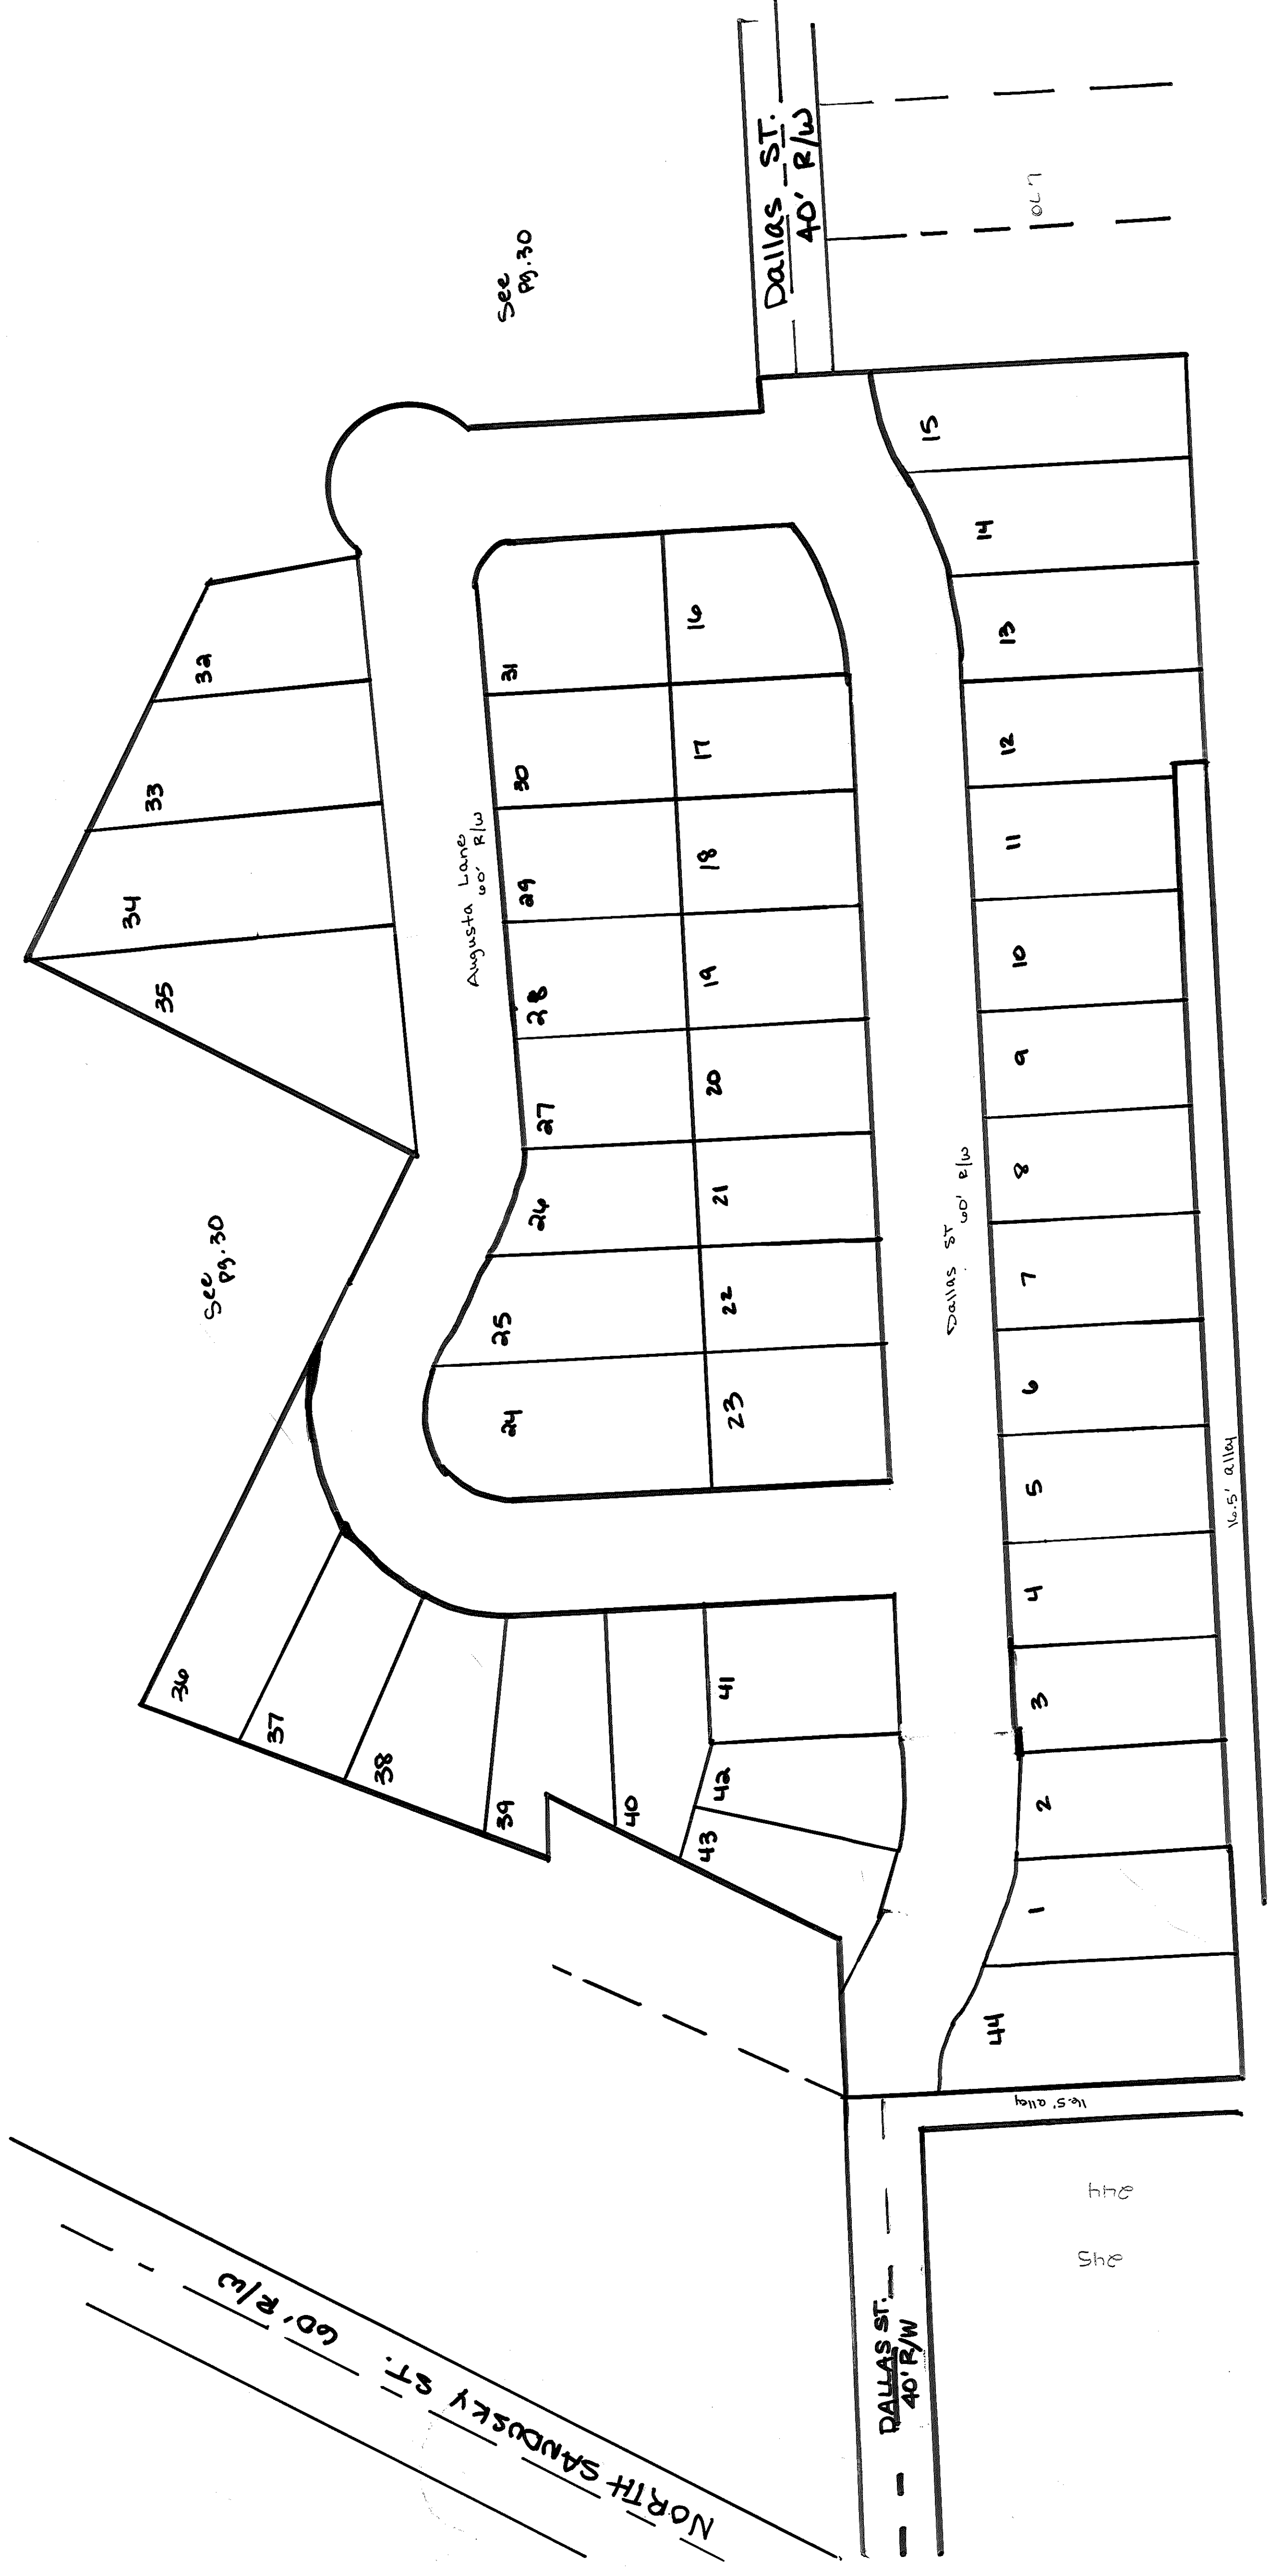 Dallas ST.
40' R/W
OL7
See
pg. 30
15
14
13
12
11
10
9
8
7
6
5
4
3
2
1
44
16
17
18
19
20
21
22
23
31
30
29
28
27
26
25
24
32
33
34
35
Augusta Lane
60' R/W
Dallas ST
60' R/W
See
pg. 30
16.5' alley
36
37
38
39
40
41
42
43
16.5' alley
244
245
DALLAS ST.
40' R/W
NORTH SANDUSKY ST. 60' R/W